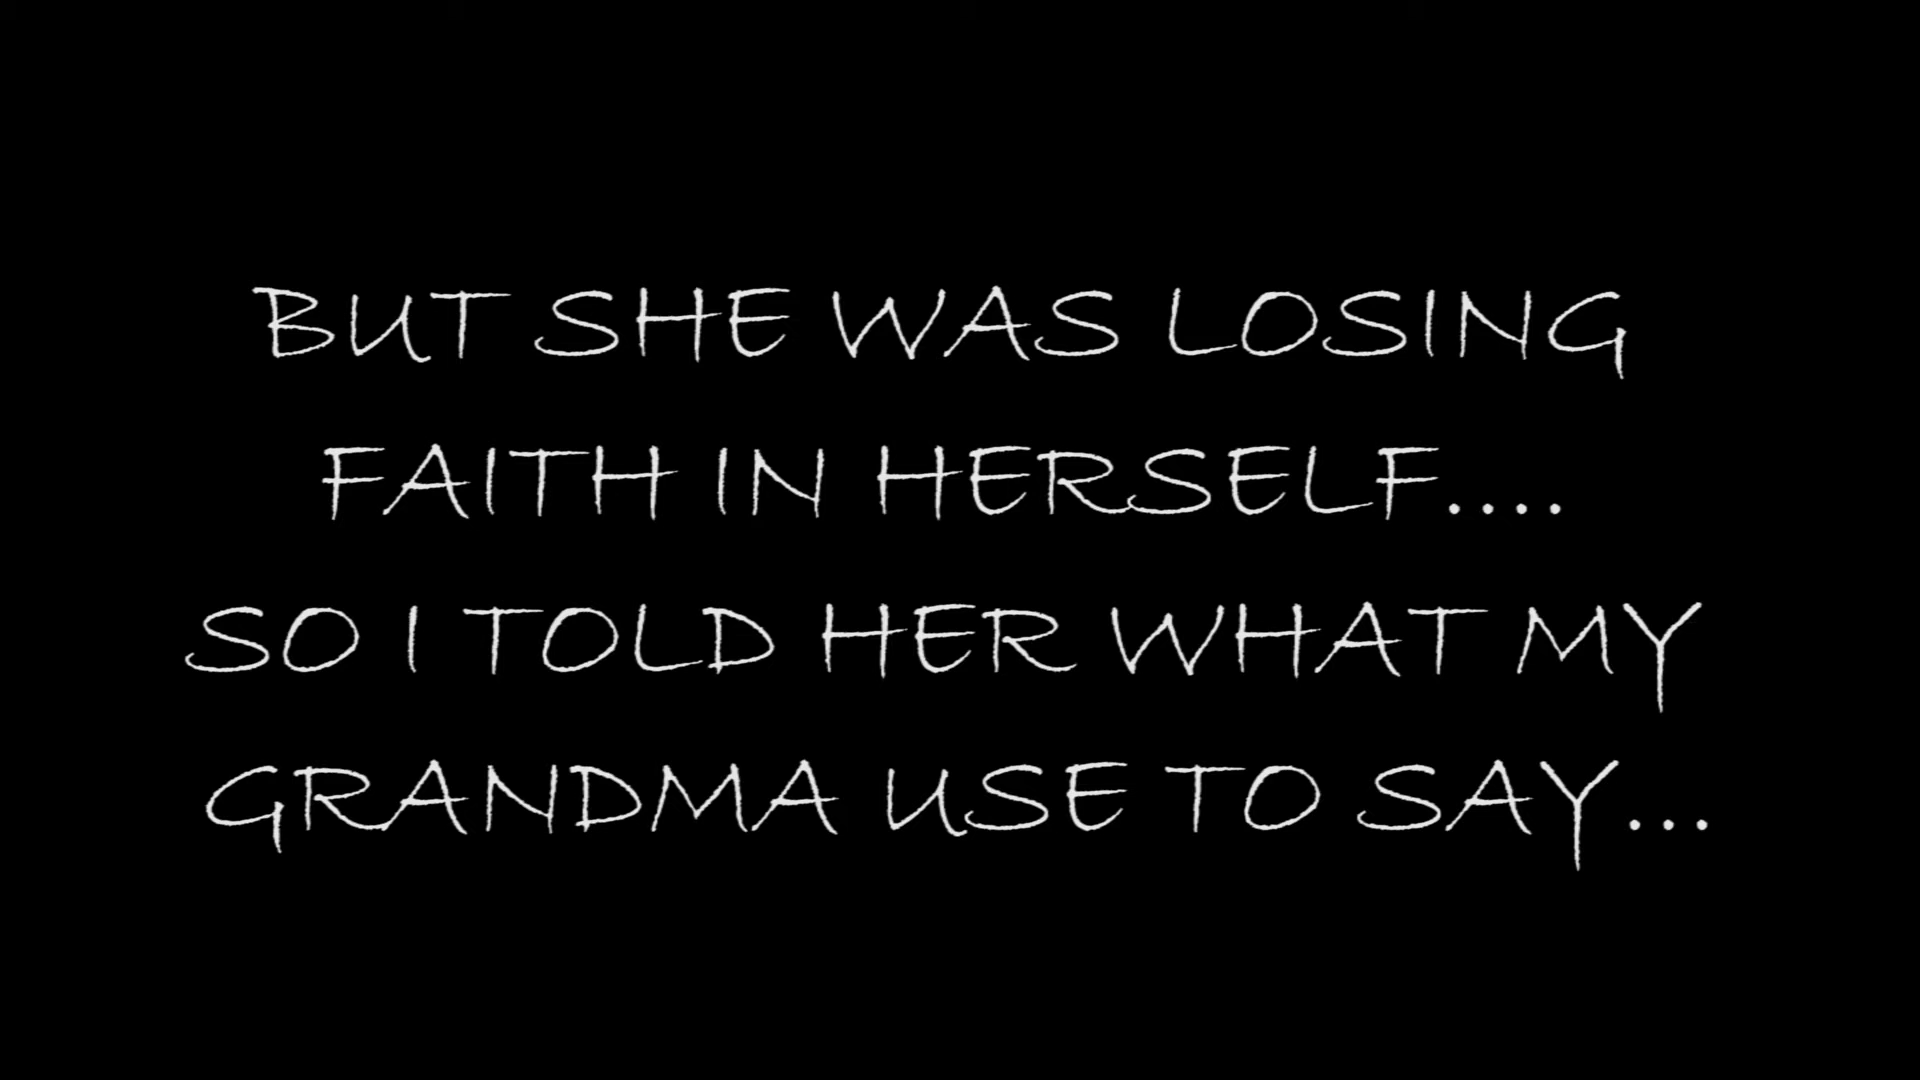 BUT SHE WAS LOSING
FAITH IN HERSELF....
SO I TOLD HER WHAT MY
GRANDMA USE TO SAY...